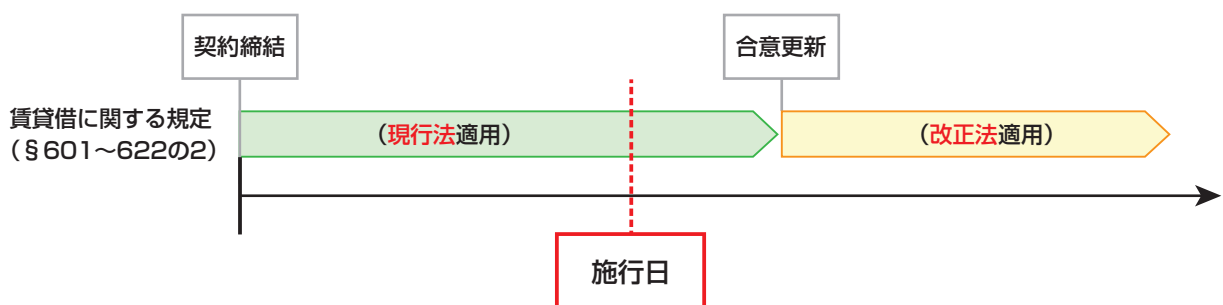 契約締結
合意更新
賃貸借に関する規定
（§601～622の2）
（現行法適用）
（改正法適用）
施行日